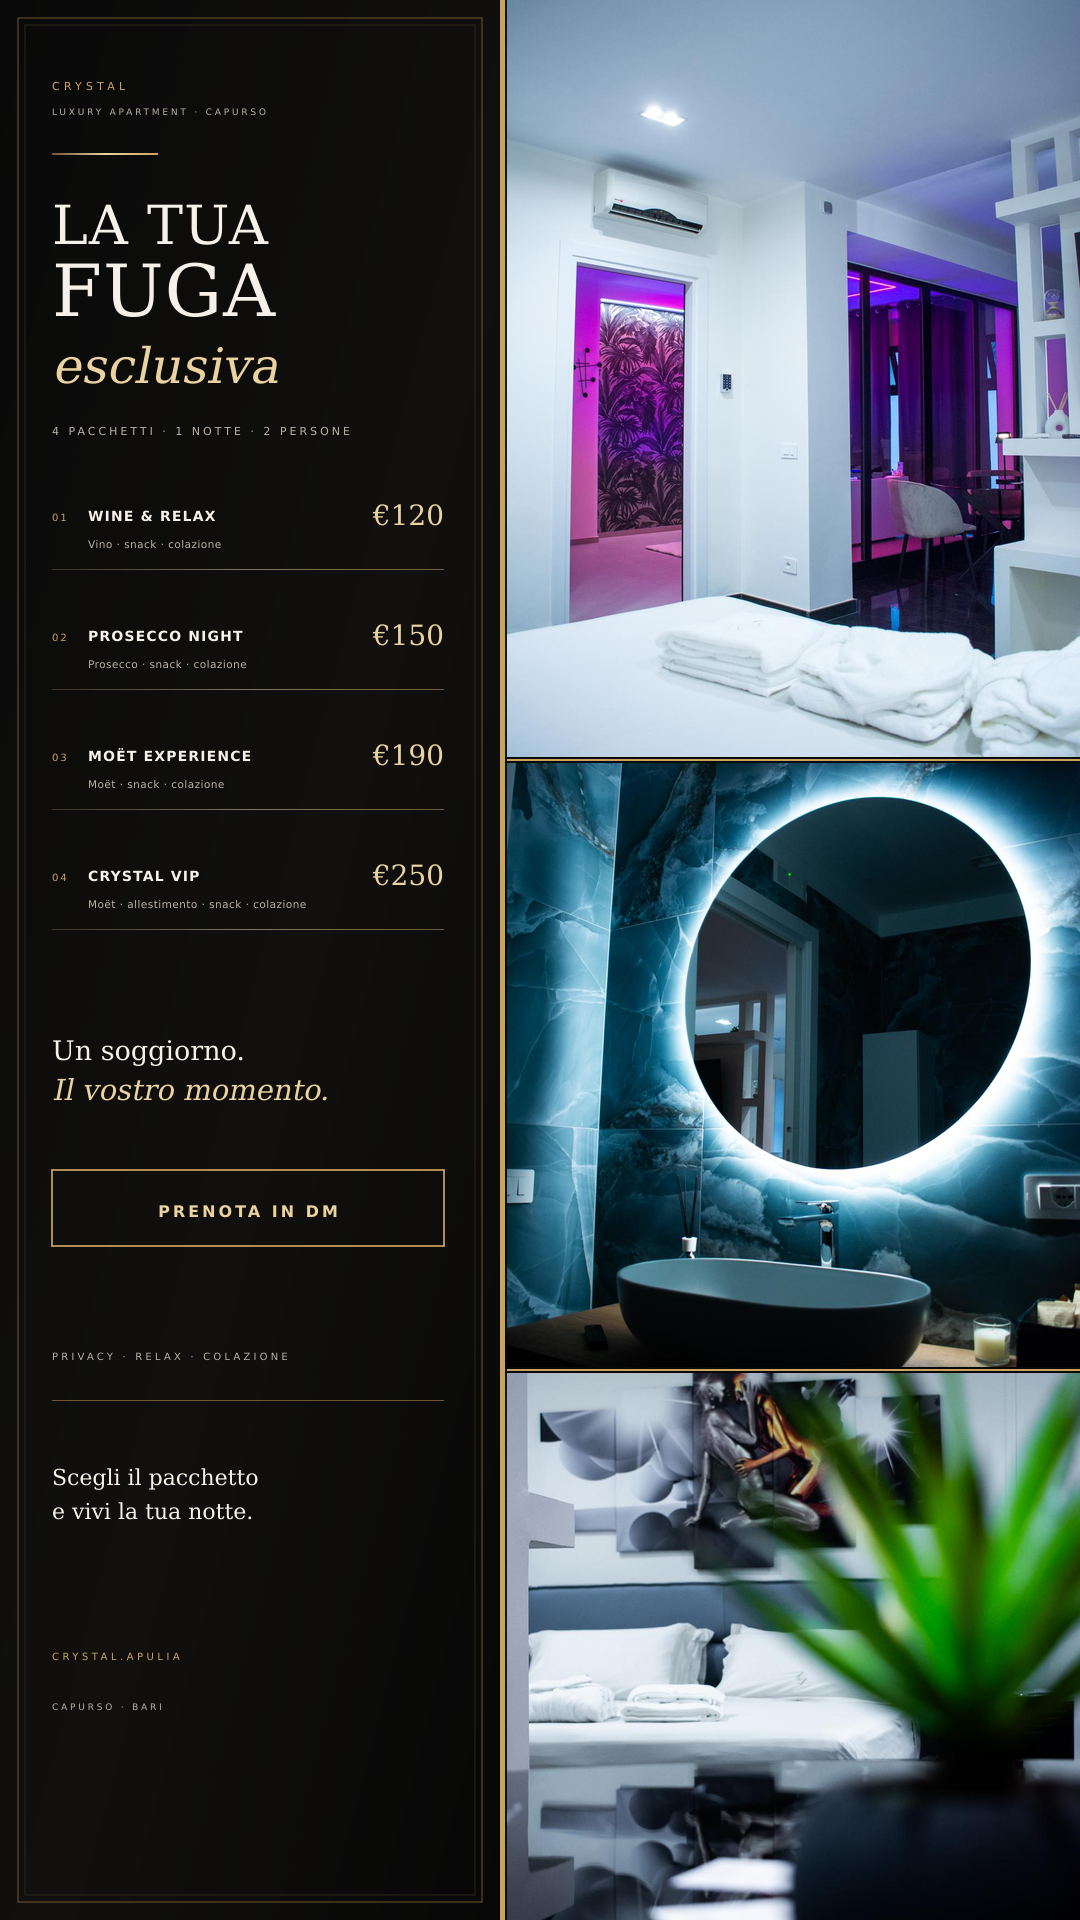 CRYSTAL
LUXURY APARTMENT · CAPURSO
LA TUA
FUGA
esclusiva
4 PACCHETTI · 1 NOTTE · 2 PERSONE
01 WINE & RELAX €120
Vino · snack · colazione
02 PROSECCO NIGHT €150
Prosecco · snack · colazione
03 MOËT EXPERIENCE €190
Moët · snack · colazione
04 CRYSTAL VIP €250
Moët · allestimento · snack · colazione
Un soggiorno.
Il vostro momento.
PRENOTA IN DM
PRIVACY · RELAX · COLAZIONE
Scegli il pacchetto
e vivi la tua notte.
CRYSTAL.APULIA
CAPURSO · BARI